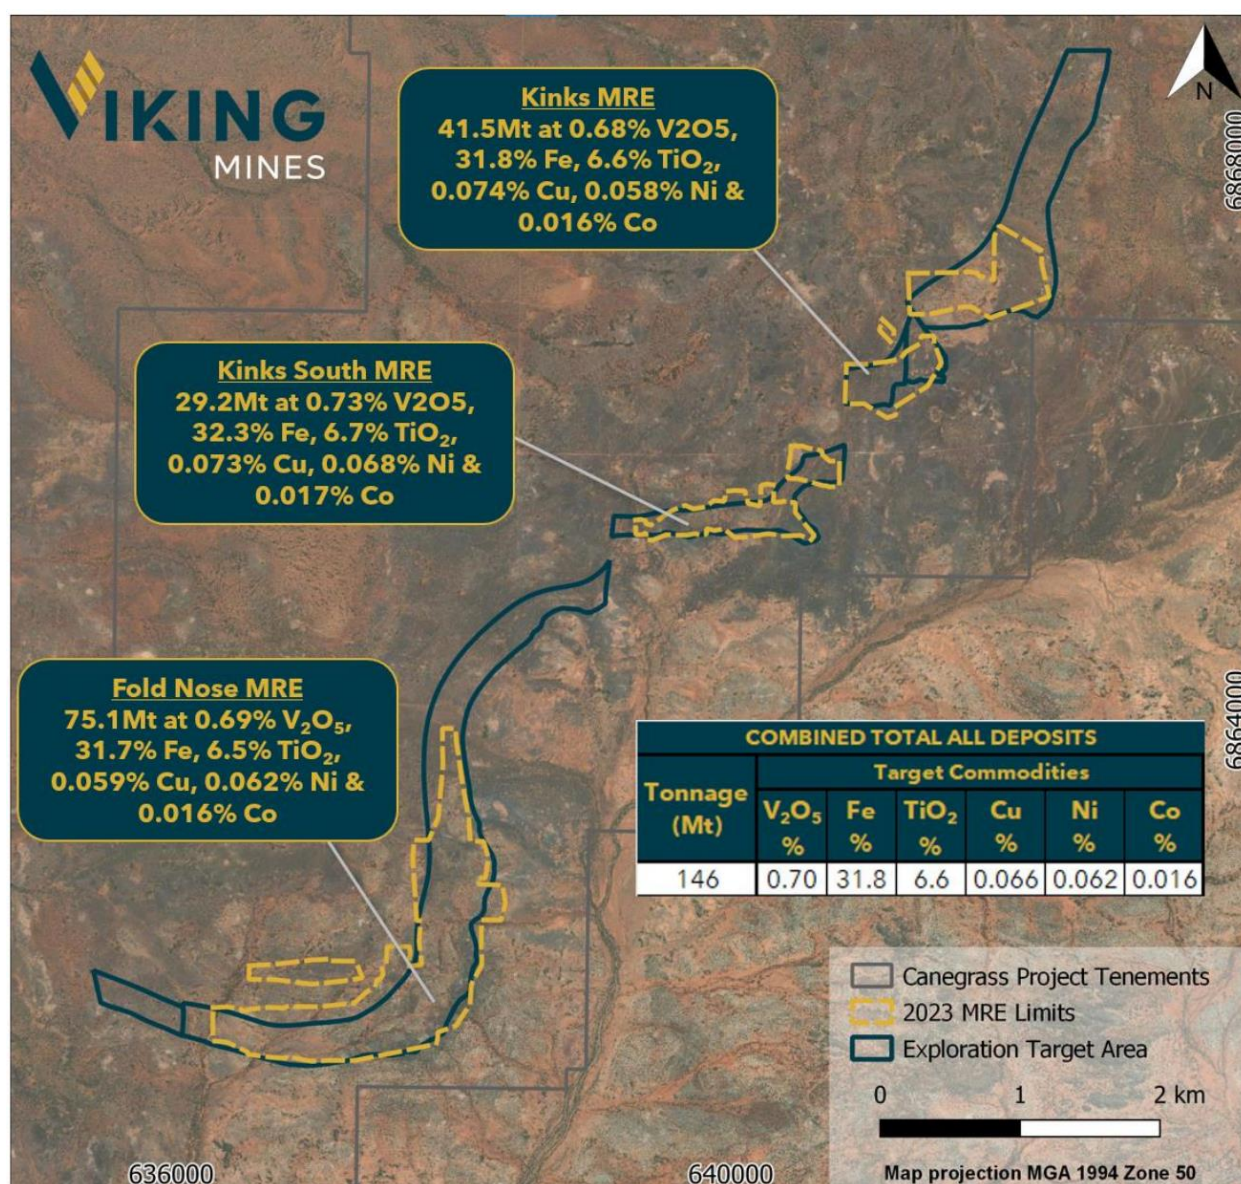 VIKING
MINES
Kinks MRE
41.5Mt at 0.68% V2O5,
31.8% Fe, 6.6% TiO₂,
0.074% Cu, 0.058% Ni &
0.016% Co
N
6868000
Kinks South MRE
29.2Mt at 0.73% V2O5,
32.3% Fe, 6.7% TiO₂,
0.073% Cu, 0.068% Ni &
0.017% Co
Fold Nose MRE
75.1Mt at 0.69% V₂O₅,
31.7% Fe, 6.5% TiO₂,
0.059% Cu, 0.062% Ni &
0.016% Co
6864000
COMBINED TOTAL ALL DEPOSITS
Tonnage (Mt) Target Commodities
V₂O₅ % Fe % TiO₂ % Cu % Ni % Co %
146 0.70 31.8 6.6 0.066 0.062 0.016
Canegrass Project Tenements
2023 MRE Limits
Exploration Target Area
0 1 2 km
Map projection MGA 1994 Zone 50
636000 640000